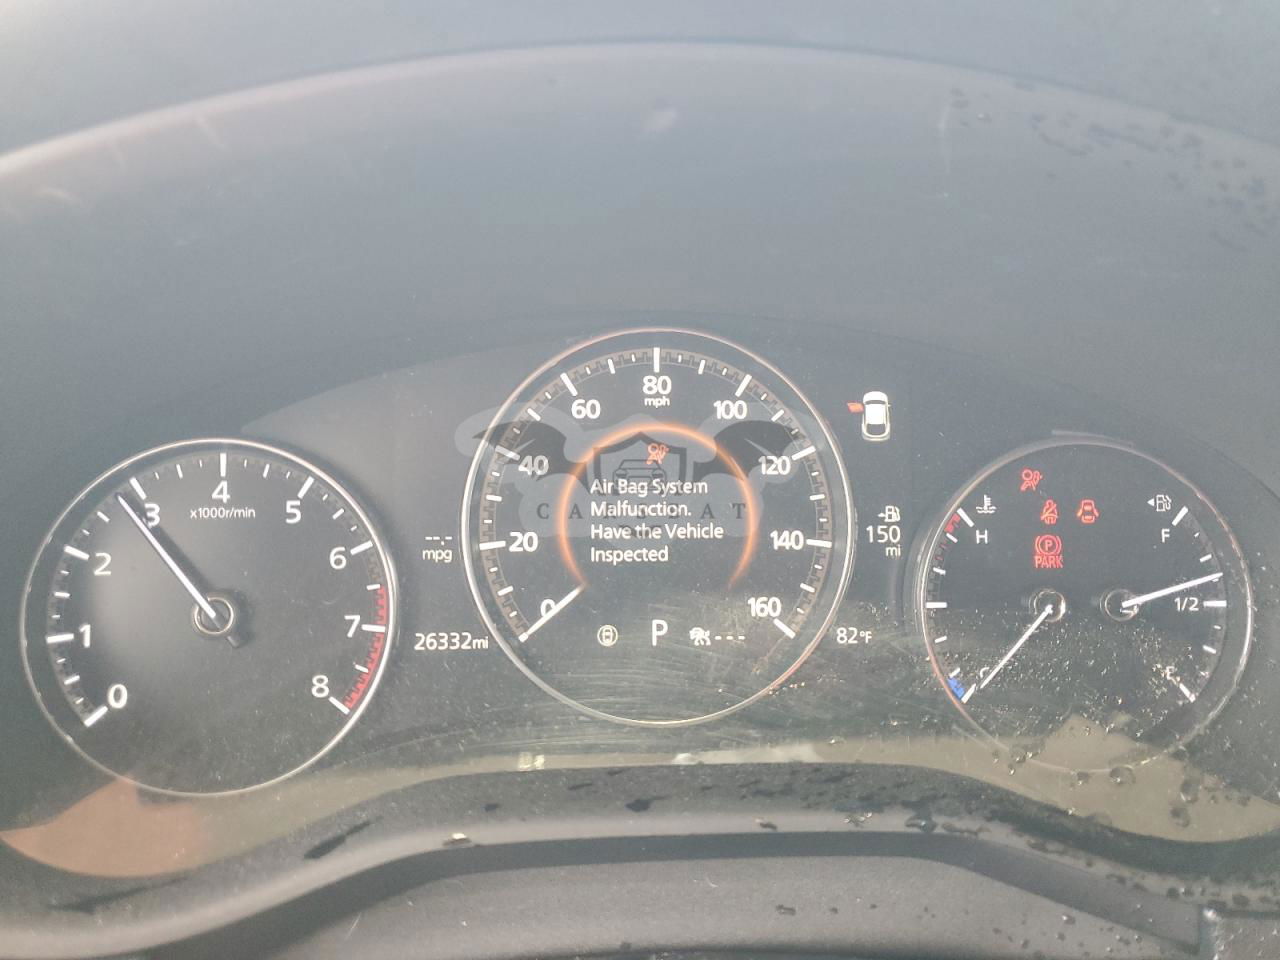 80
mph
60
100
40
120
20
140
0
160
Air Bag System
Malfunction.
Have the Vehicle
Inspected
P
---
4
x1000r/min
3
5
2
6
1
7
0
8
--.-
mpg
26332mi
150
mi
82°F
H
F
PARK
1/2
E